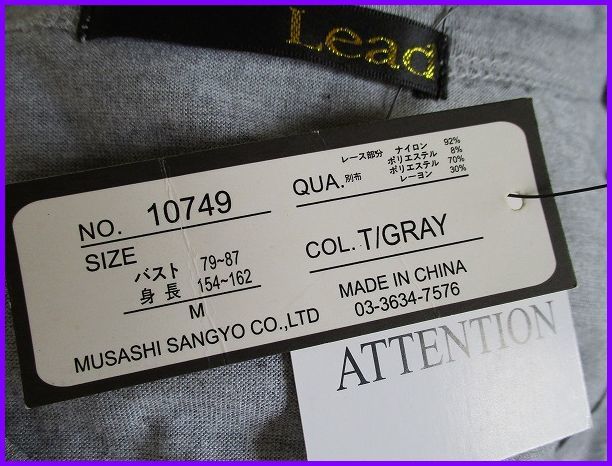 Lead
NO. 10749
SIZE
バスト 79~87
身長 154~162
M
MUSASHI SANGYO CO.,LTD
QUA.
レース部分 ナイロン 92%
ポリエステル 8%
別布 ポリエステル 70%
レーヨン 30%
COL. T/GRAY
MADE IN CHINA
03-3634-7576
ATTENTION